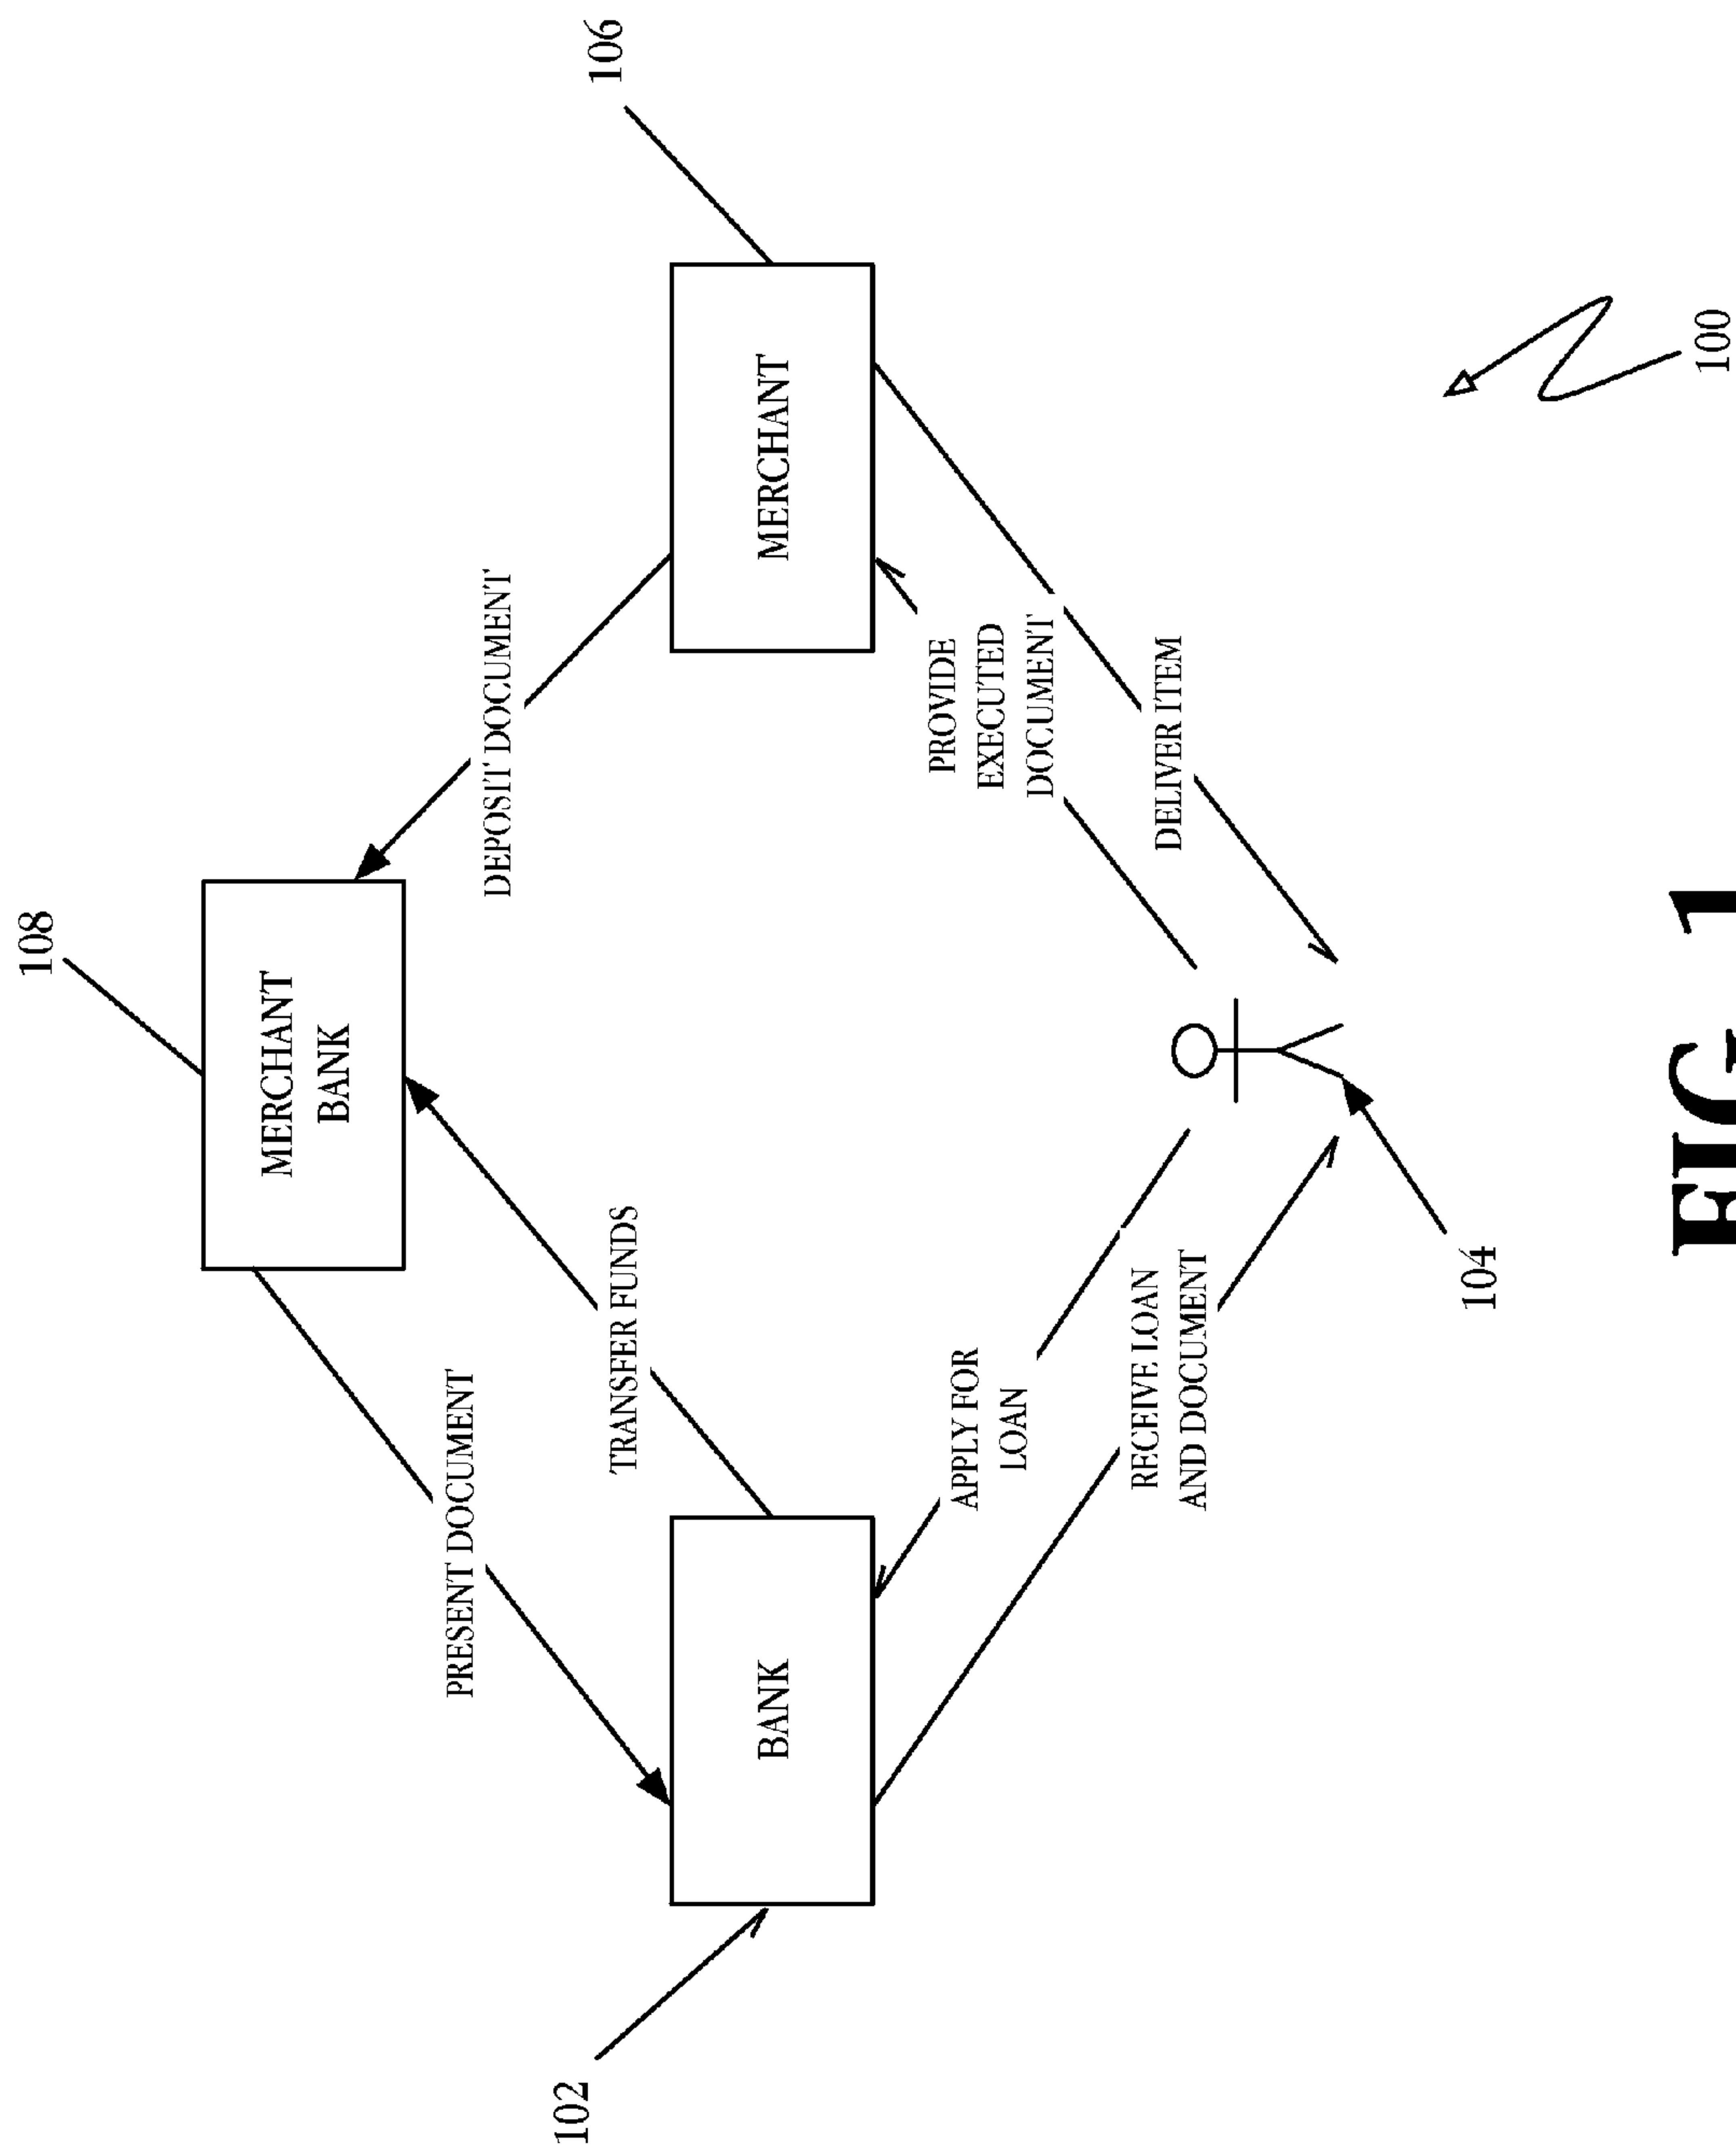 108
MERCHANT
BANK
PRESENT DOCUMENT
DEPOSIT DOCUMENT
102
TRANSFER FUNDS
106
BANK
MERCHANT
APPLY FOR
LOAN
PROVIDE
EXECUTED
DOCUMENT
RECEIVE LOAN
AND DOCUMENT
DELIVER ITEM
104
100
FIG. 1